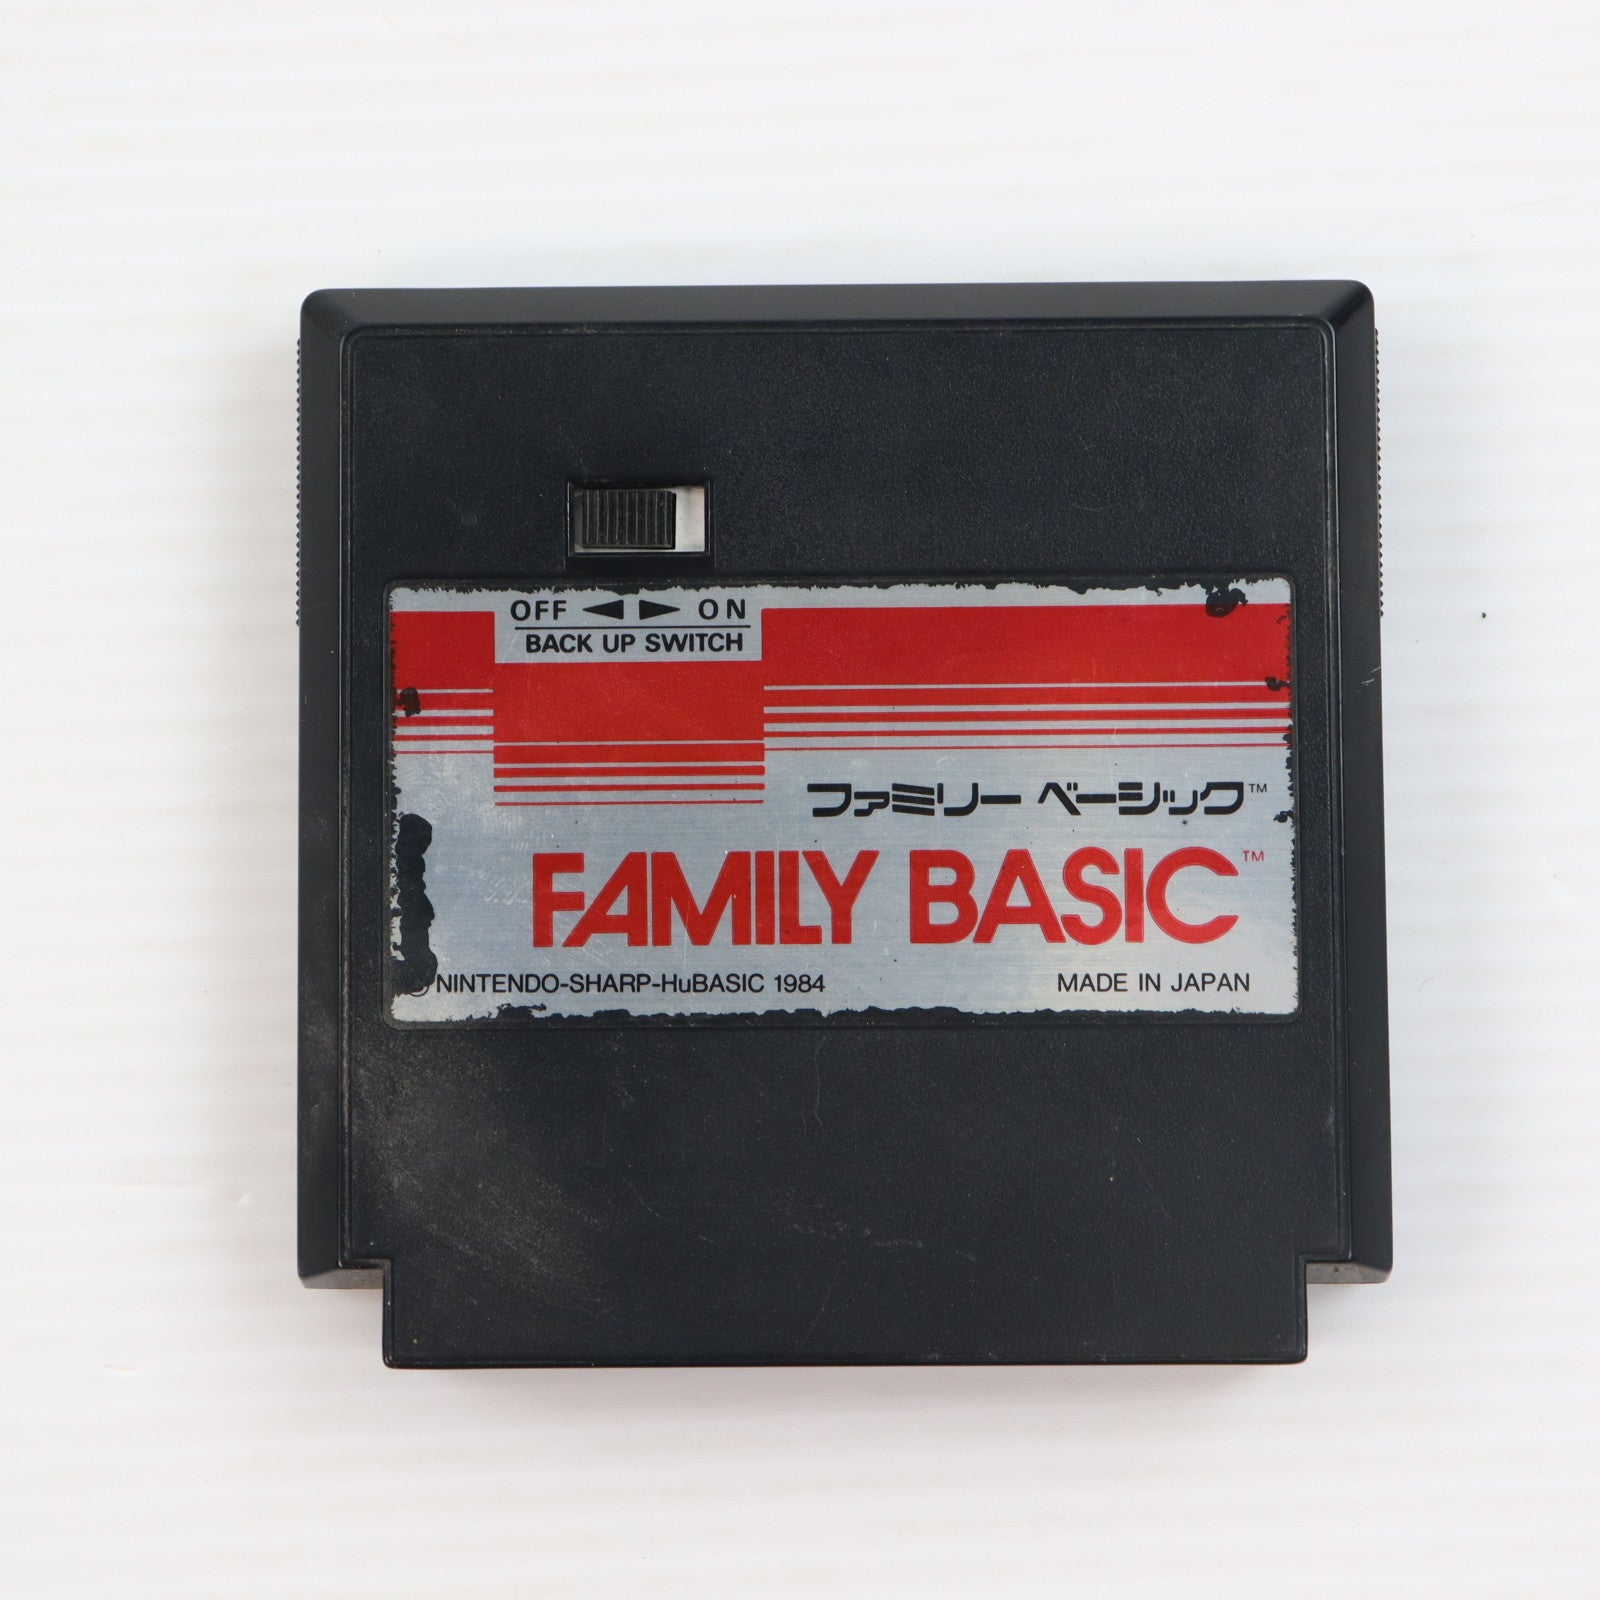 OFF ◀ ▶ ON
BACK UP SWITCH
ファミリー ベーシック™
FAMILY BASIC™
© NINTENDO-SHARP-HuBASIC 1984
MADE IN JAPAN